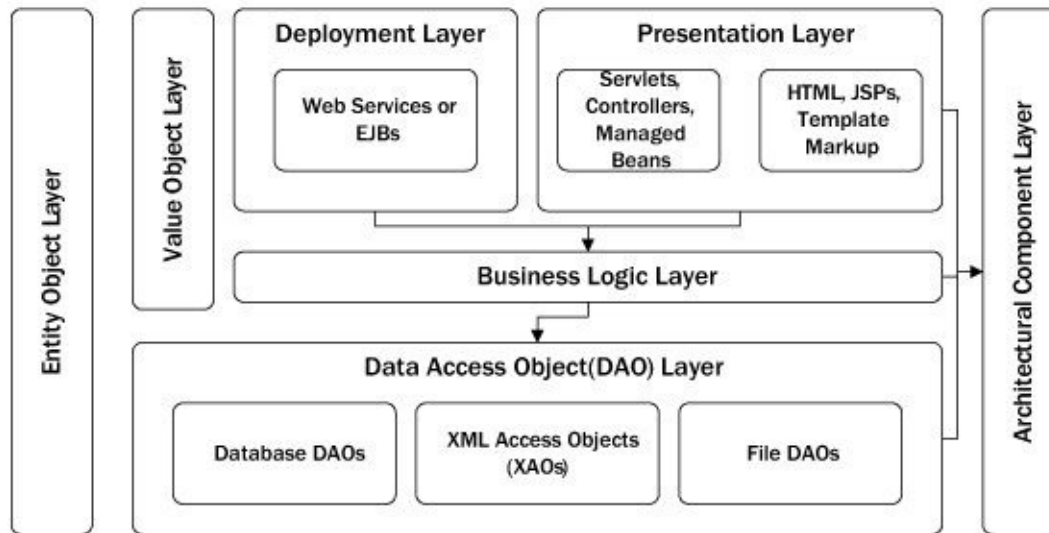 Entity Object Layer
Value Object Layer
Deployment Layer
Web Services or
EJBs
Presentation Layer
Servlets,
Controllers,
Managed
Beans
HTML, JSPs,
Template
Markup
Business Logic Layer
Data Access Object(DAO) Layer
Database DAOs
XML Access Objects
(XAOs)
File DAOs
Architectural Component Layer